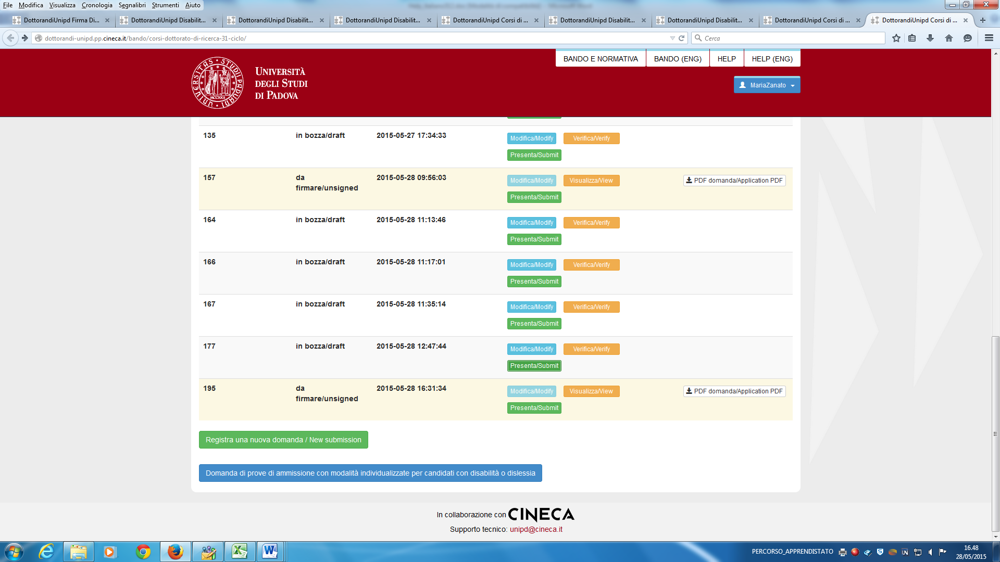 File Modifica Visualizza Cronologia Segnalibri Strumenti Aiuto
DottorandiUnipd Firma Di... DottorandiUnipd Disabilit... DottorandiUnipd Disabilit... DottorandiUnipd Disabilit... DottorandiUnipd Corsi di ... DottorandiUnipd Disabilit... DottorandiUnipd Disabilit... DottorandiUnipd Corsi di ... DottorandiUnipd Corsi di ...
dottorandi-unipd.pp.cineca.it/bando/corsi-dottorato-di-ricerca-31-ciclo/ Cerca
BANDO E NORMATIVA BANDO (ENG) HELP HELP (ENG)
UNIVERSITAS STUDII PADUANI
MCCXXII
UNIVERSITÀ
DEGLI STUDI
DI PADOVA
MariaZanato
135 in bozza/draft 2015-05-27 17:34:33 Modifica/Modify Verifica/Verify
Presenta/Submit
157 da firmare/unsigned 2015-05-28 09:56:03 Modifica/Modify Visualizza/View PDF domanda/Application PDF
Presenta/Submit
164 in bozza/draft 2015-05-28 11:13:46 Modifica/Modify Verifica/Verify
Presenta/Submit
166 in bozza/draft 2015-05-28 11:17:01 Modifica/Modify Verifica/Verify
Presenta/Submit
167 in bozza/draft 2015-05-28 11:35:14 Modifica/Modify Verifica/Verify
Presenta/Submit
177 in bozza/draft 2015-05-28 12:47:44 Modifica/Modify Verifica/Verify
Presenta/Submit
195 da firmare/unsigned 2015-05-28 16:31:34 Modifica/Modify Visualizza/View PDF domanda/Application PDF
Presenta/Submit
Registra una nuova domanda / New submission
Domanda di prove di ammissione con modalità individualizzate per candidati con disabilità o dislessia
In collaborazione con CINECA
Supporto tecnico: unipd@cineca.it
PERCORSO_APPRENDISTATO 16.48
28/05/2015